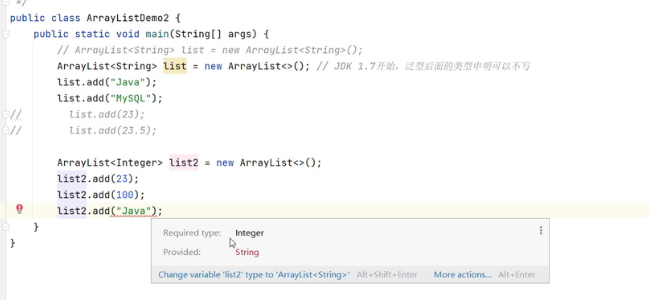 */
public class ArrayListDemo2 {
public static void main(String[] args) {
// ArrayList<String> list = new ArrayList<String>();
ArrayList<String> list = new ArrayList<>(); // JDK 1.7开始，泛型后面的类型申明可以不写
list.add("Java");
list.add("MySQL");
// list.add(23);
// list.add(23.5);
ArrayList<Integer> list2 = new ArrayList<>();
list2.add(23);
list2.add(100);
list2.add("Java");
}
}
Required type: Integer
Provided: String
Change variable 'list2' type to 'ArrayList<String>' Alt+Shift+Enter More actions... Alt+Enter